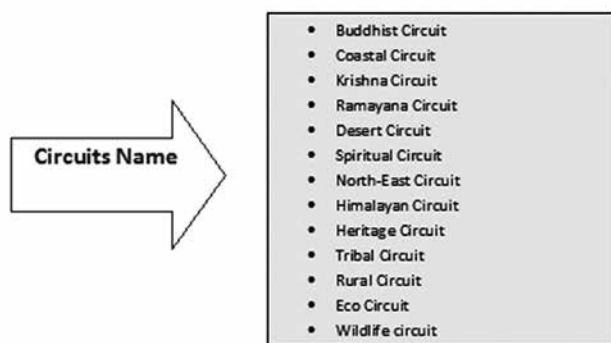 Circuits Name
• Buddhist Circuit
• Coastal Circuit
• Krishna Circuit
• Ramayana Circuit
• Desert Circuit
• Spiritual Circuit
• North-East Circuit
• Himalayan Circuit
• Heritage Circuit
• Tribal Circuit
• Rural Circuit
• Eco Circuit
• Wildlife circuit